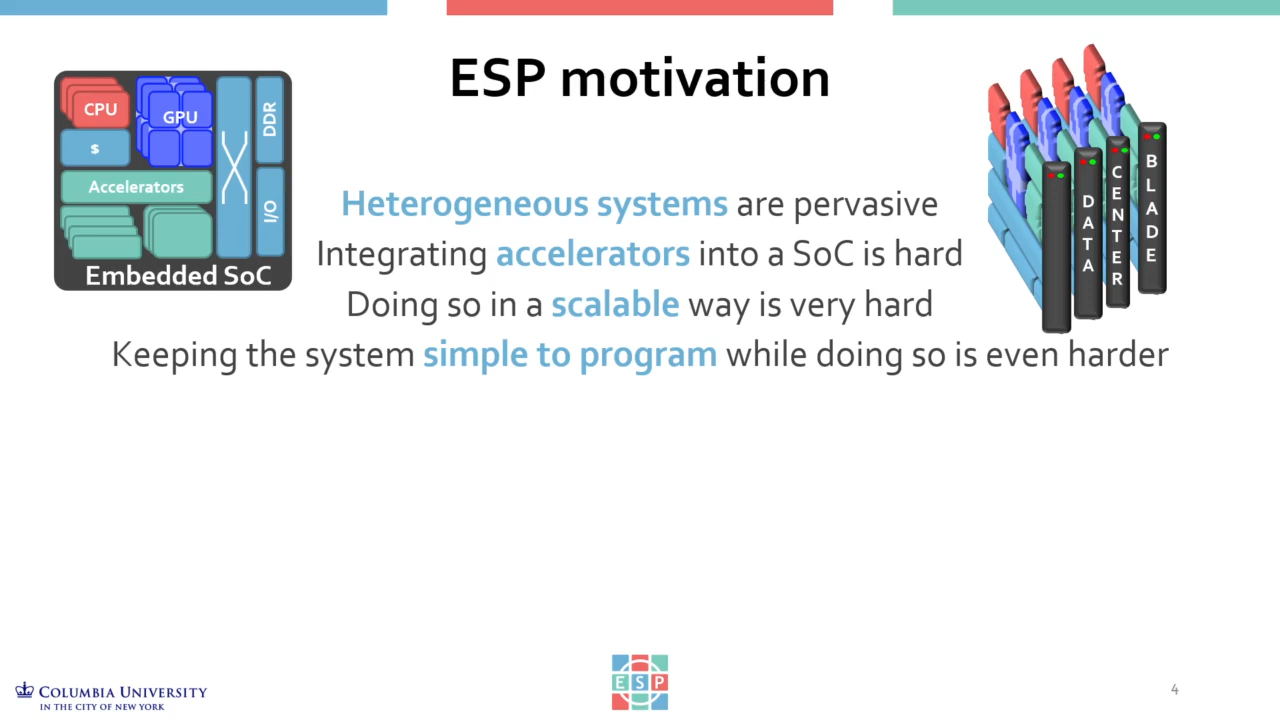 ESP motivation
CPU
GPU
$
Accelerators
DDR
I/O
Embedded SoC
DATA
CENTER
BLADE
Heterogeneous systems are pervasive
Integrating accelerators into a SoC is hard
Doing so in a scalable way is very hard
Keeping the system simple to program while doing so is even harder
COLUMBIA UNIVERSITY
IN THE CITY OF NEW YORK
ESP
4